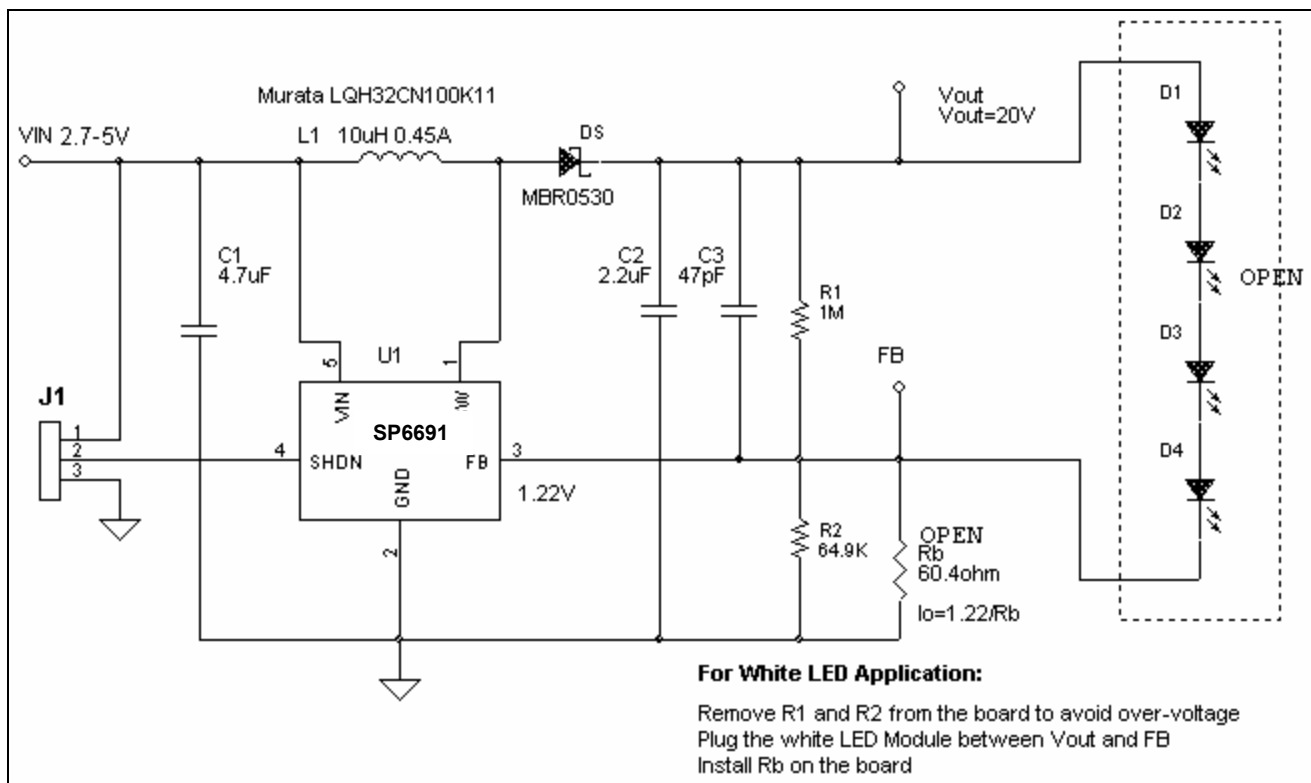 Murata LQH32CN100K11
VIN 2.7-5V
L1 10uH 0.45A
DS
MBR0530
Vout
Vout=20V
D1
D2
OPEN
D3
D4
C1
4.7uF
C2
2.2uF
C3
47pF
R1
1M
FB
U1
5
1
VIN
SP6691
J1
1
2
3
4
SHDN
FB
3
GND
1.22V
2
R2
64.9K
OPEN
Rb
60.4ohm
Io=1.22/Rb
For White LED Application:
Remove R1 and R2 from the board to avoid over-voltage
Plug the white LED Module between Vout and FB
Install Rb on the board